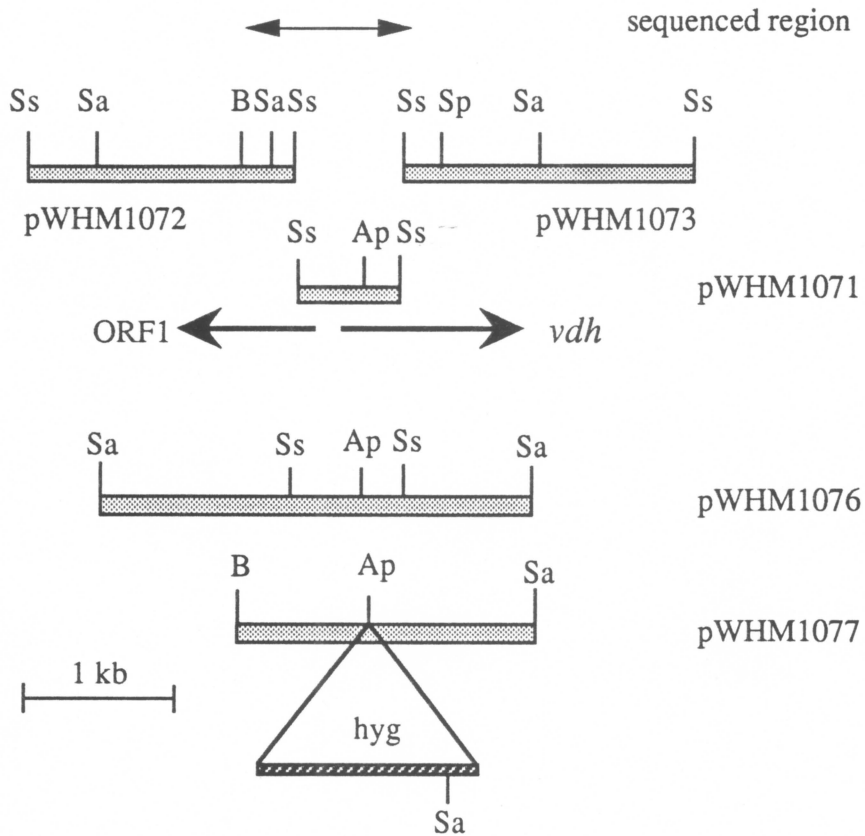 sequenced region
Ss Sa B Sa Ss Ss Sp Sa Ss
pWHM1072 pWHM1073
Ss Ap Ss
pWHM1071
ORF1 vdh
Sa Ss Ap Ss Sa
pWHM1076
B Ap Sa
pWHM1077
1 kb
hyg
Sa